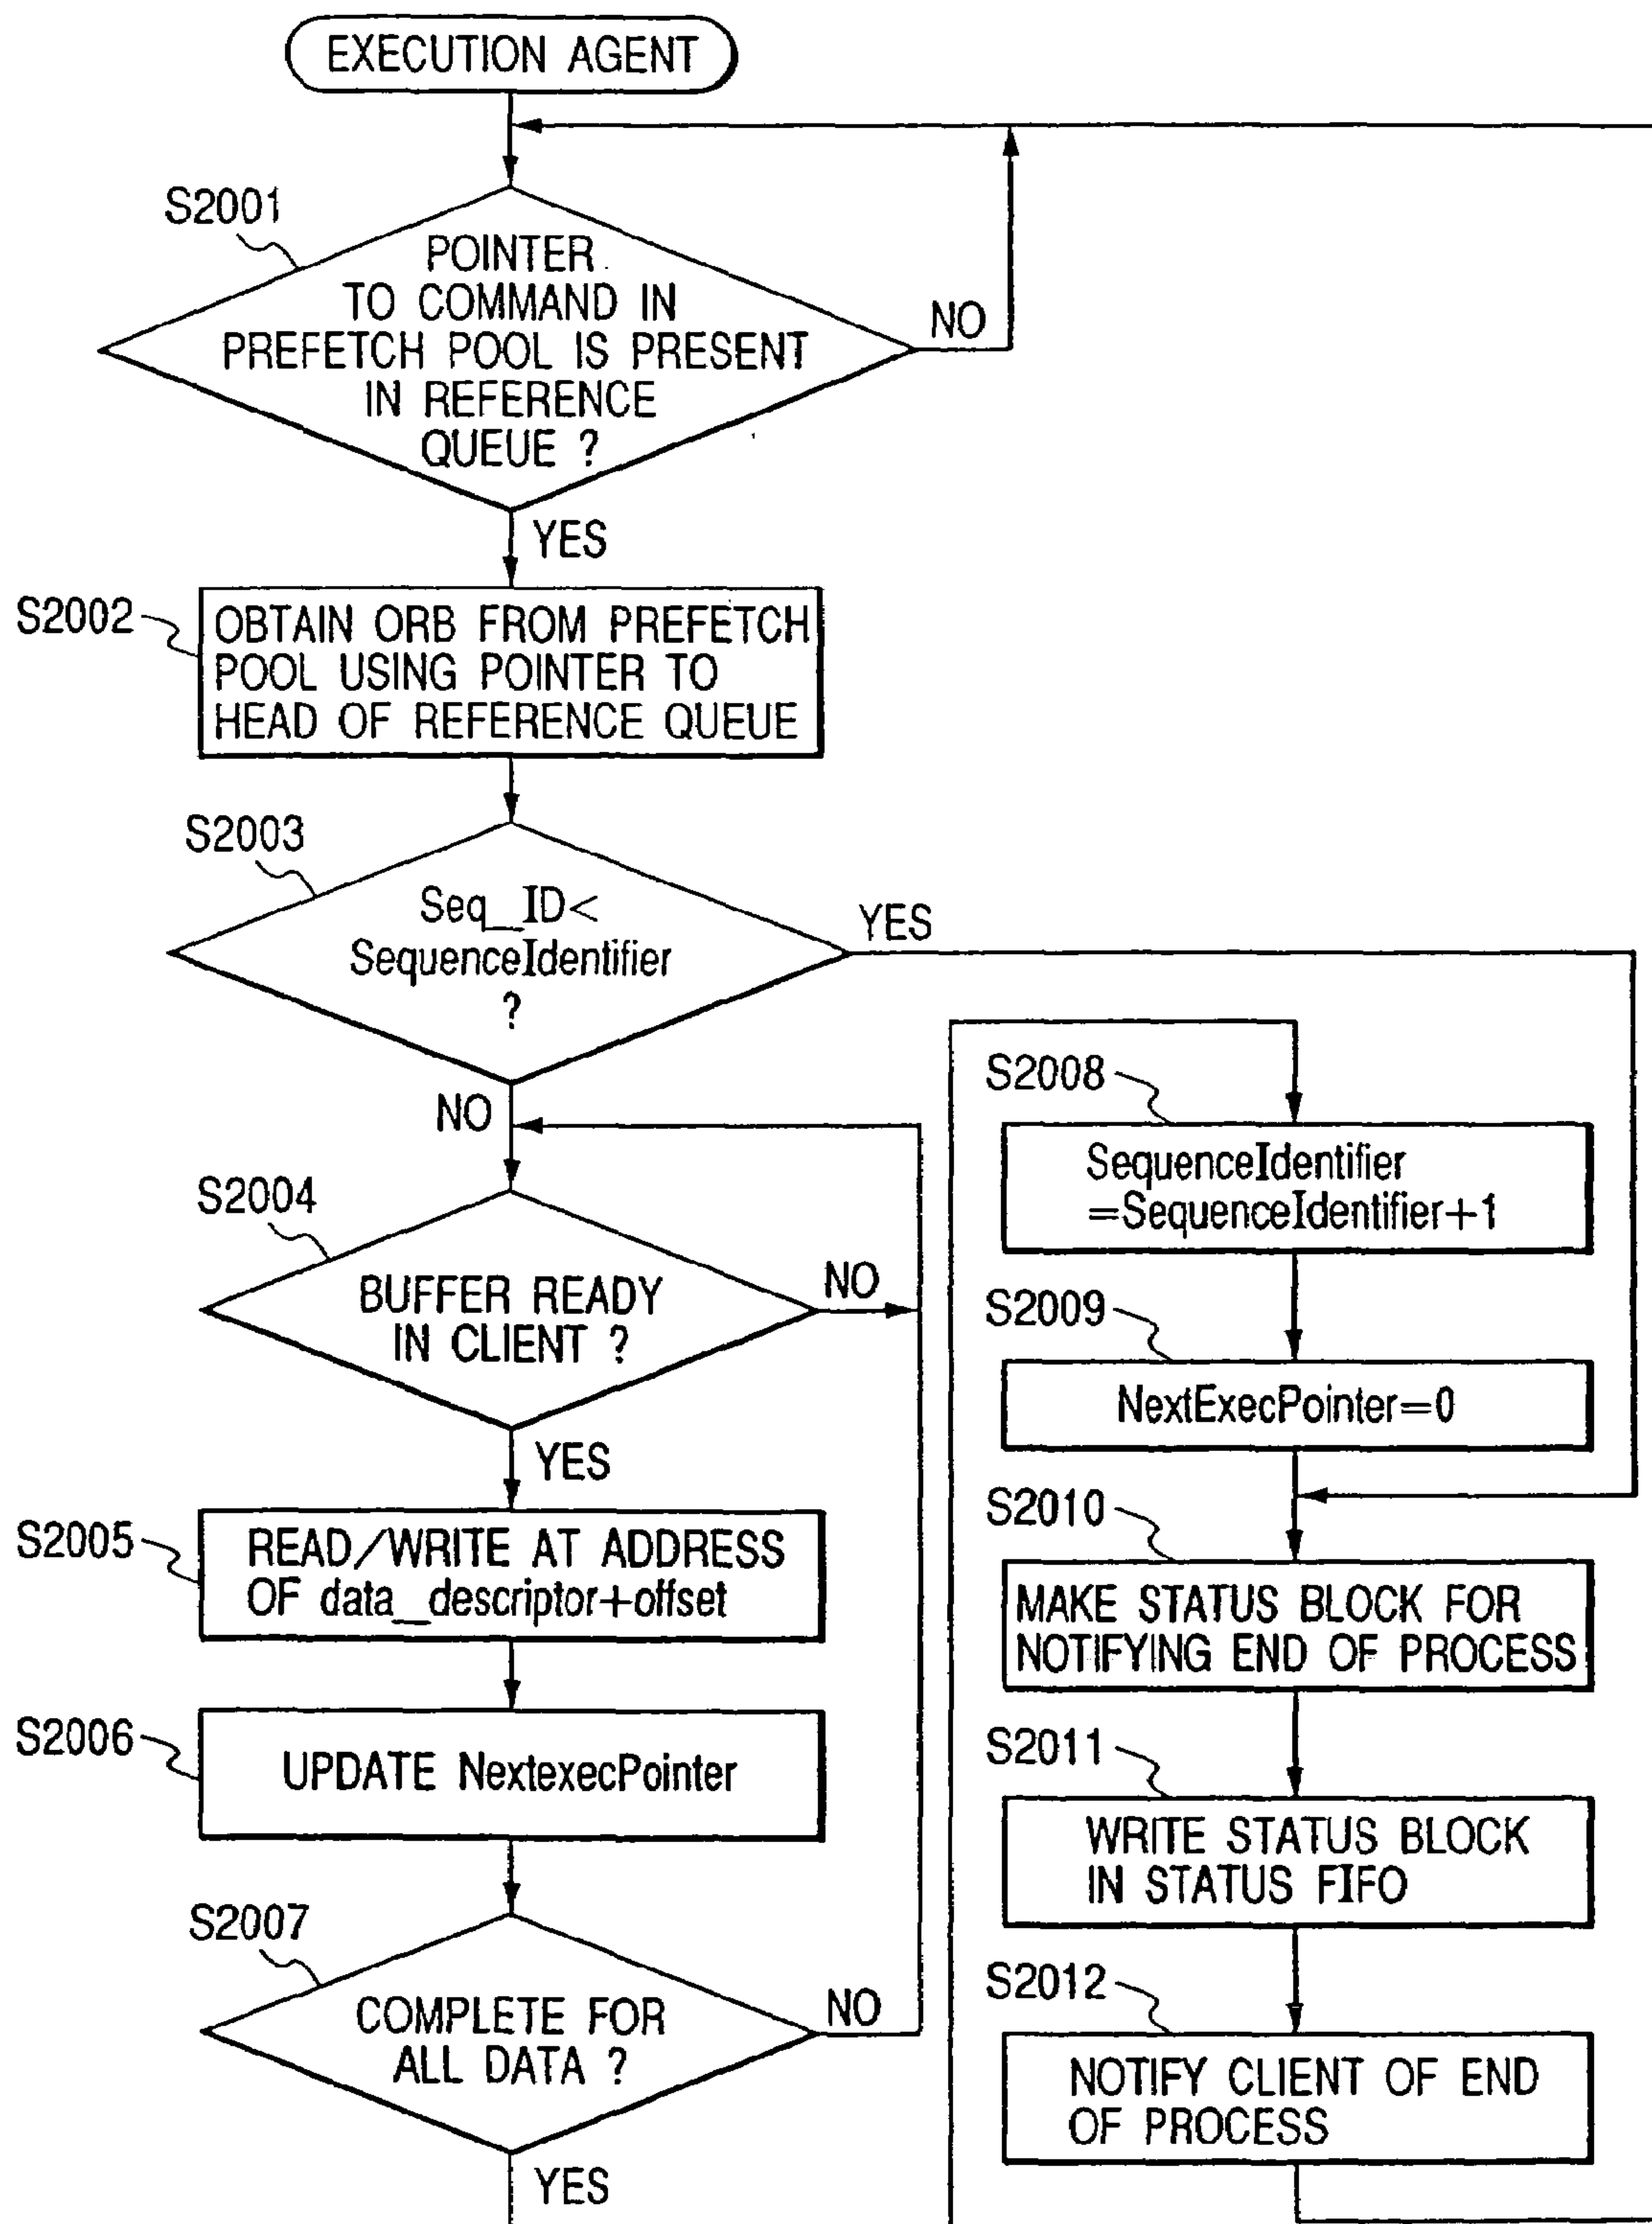 EXECUTION AGENT
S2001
POINTER
TO COMMAND IN
PREFETCH POOL IS PRESENT
IN REFERENCE
QUEUE ?
NO
YES
S2002
OBTAIN ORB FROM PREFETCH
POOL USING POINTER TO
HEAD OF REFERENCE QUEUE
S2003
Seq_ID<
SequenceIdentifier
?
YES
NO
S2004
BUFFER READY
IN CLIENT ?
NO
YES
S2005
READ/WRITE AT ADDRESS
OF data_descriptor+offset
S2006
UPDATE NextexecPointer
S2007
COMPLETE FOR
ALL DATA ?
NO
YES
S2008
SequenceIdentifier
=SequenceIdentifier+1
S2009
NextExecPointer=0
S2010
MAKE STATUS BLOCK FOR
NOTIFYING END OF PROCESS
S2011
WRITE STATUS BLOCK
IN STATUS FIFO
S2012
NOTIFY CLIENT OF END
OF PROCESS